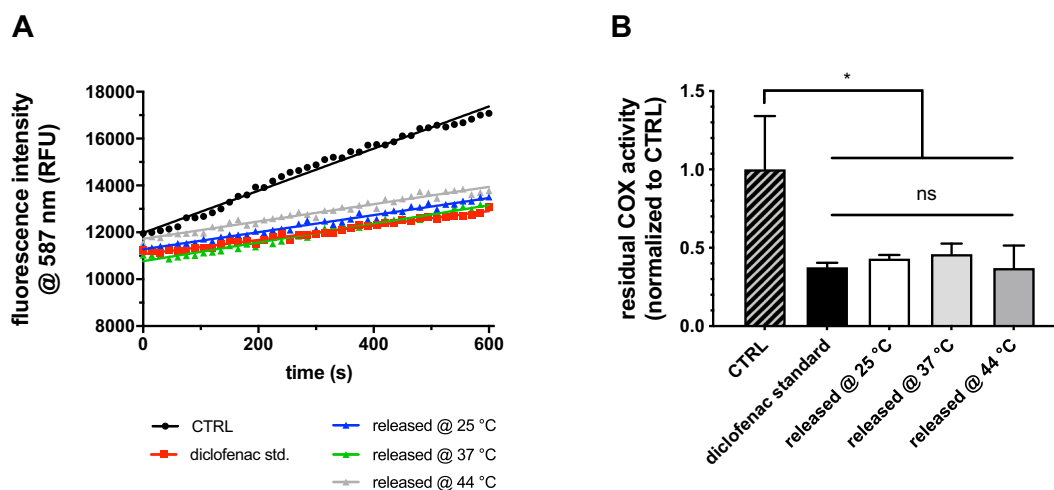 A
fluorescence intensity
@ 587 nm (RFU)
18000
16000
14000
12000
10000
8000
0
200
400
600
time (s)
CTRL
diclofenac std.
released @ 25 °C
released @ 37 °C
released @ 44 °C
B
residual COX activity
(normalized to CTRL)
1.5
1.0
0.5
0.0
*
ns
CTRL
diclofenac standard
released @ 25 °C
released @ 37 °C
released @ 44 °C